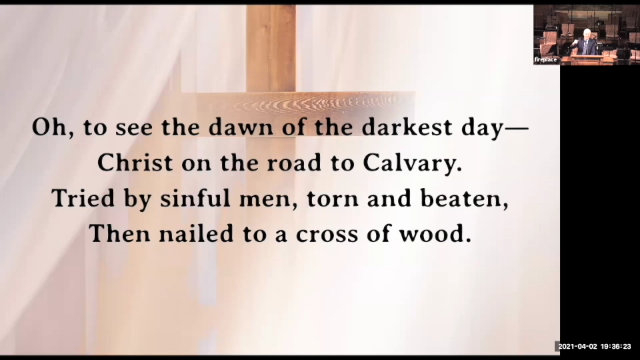 Oh, to see the dawn of the darkest day—
Christ on the road to Calvary.
Tried by sinful men, torn and beaten,
Then nailed to a cross of wood.
fireplace
2021-04-02 19:36:23